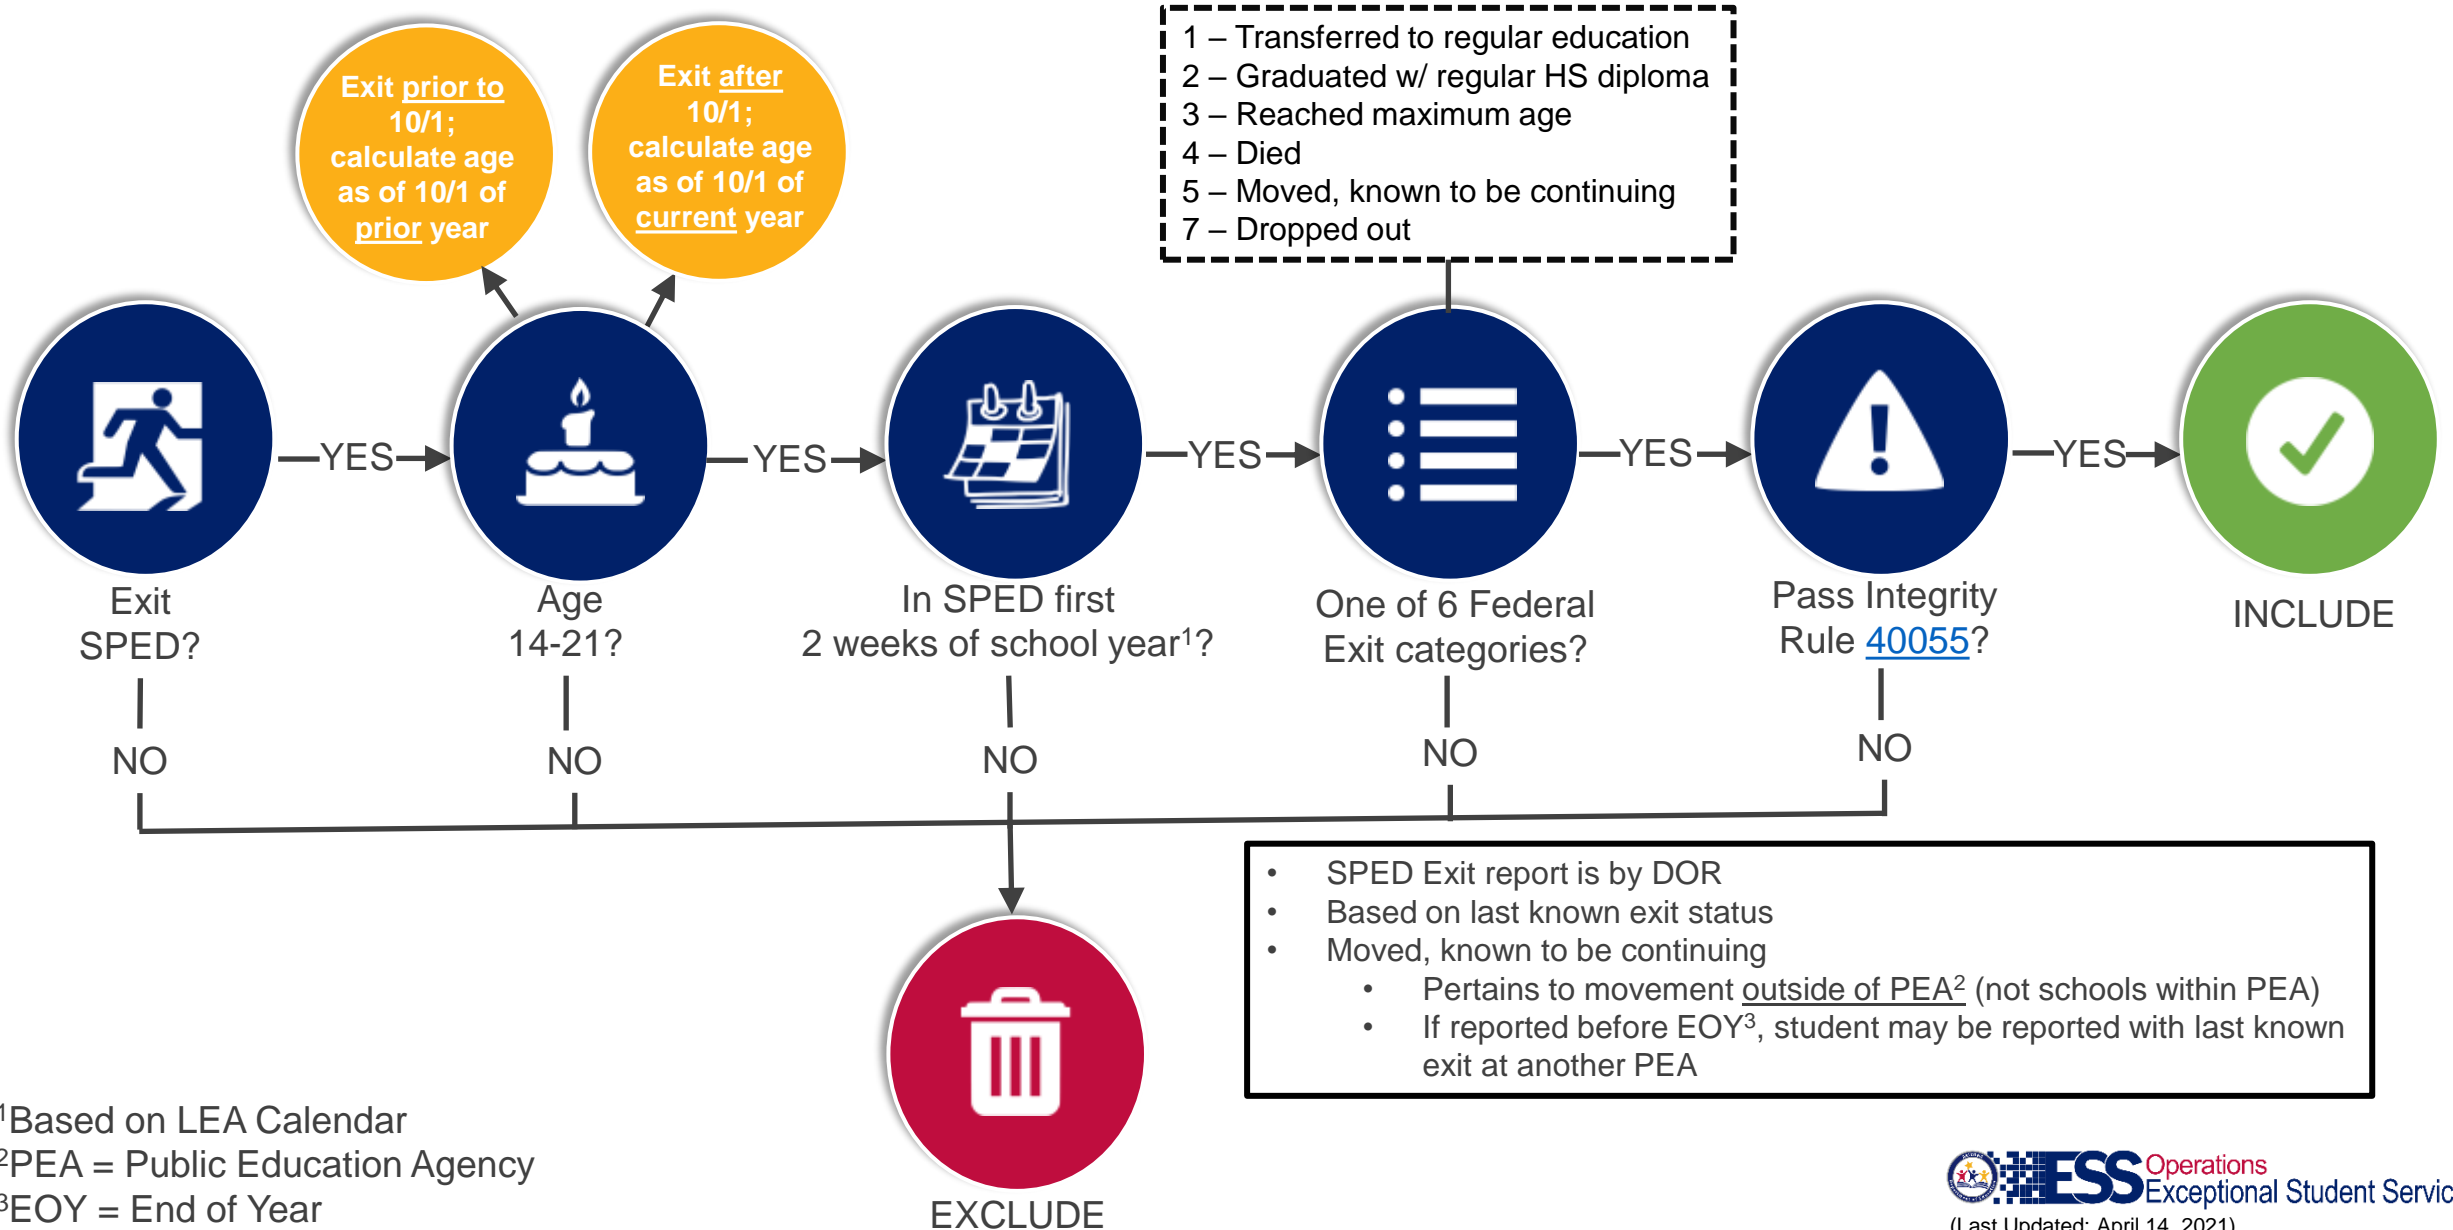 Exit prior to
10/1;
calculate age
as of 10/1 of
prior year
Exit after
10/1;
calculate age
as of 10/1 of
current year
1 – Transferred to regular education
2 – Graduated w/ regular HS diploma
3 – Reached maximum age
4 – Died
5 – Moved, known to be continuing
7 – Dropped out
YES
YES
YES
YES
YES
Exit
SPED?
Age
14-21?
In SPED first
2 weeks of school year¹?
One of 6 Federal
Exit categories?
Pass Integrity
Rule 40055?
INCLUDE
NO
NO
NO
NO
NO
• SPED Exit report is by DOR
• Based on last known exit status
• Moved, known to be continuing
• Pertains to movement outside of PEA² (not schools within PEA)
• If reported before EOY³, student may be reported with last known
exit at another PEA
EXCLUDE
¹Based on LEA Calendar
²PEA = Public Education Agency
³EOY = End of Year
ESS Operations
Exceptional Student Servic
(Last Updated: April 14, 2021)